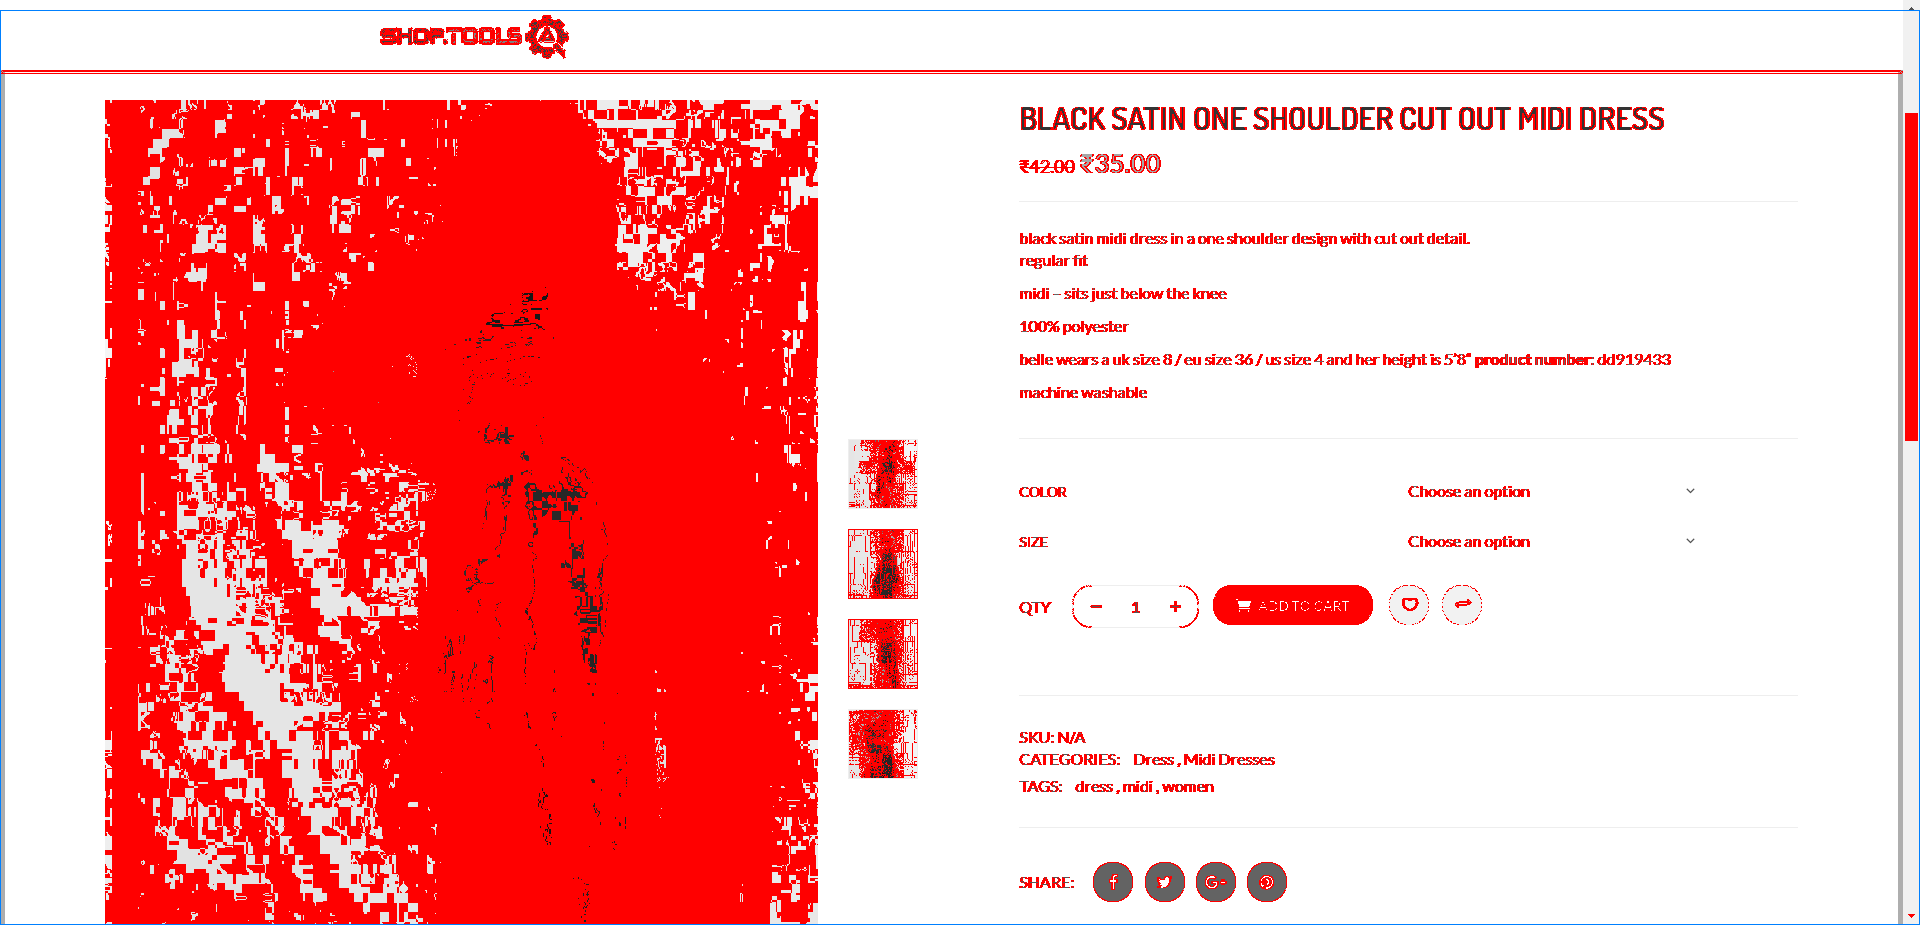 SHOP.TOOLS
BLACK SATIN ONE SHOULDER CUT OUT MIDI DRESS
₹42.00 ₹35.00
black satin midi dress in a one shoulder design with cut out detail.
regular fit
midi – sits just below the knee
100% polyester
belle wears a uk size 8 / eu size 36 / us size 4 and her height is 5'8" product number: dd919433
machine washable
COLOR Choose an option
SIZE Choose an option
QTY − 1 + ADD TO CART
SKU: N/A
CATEGORIES: Dress , Midi Dresses
TAGS: dress , midi , women
SHARE: